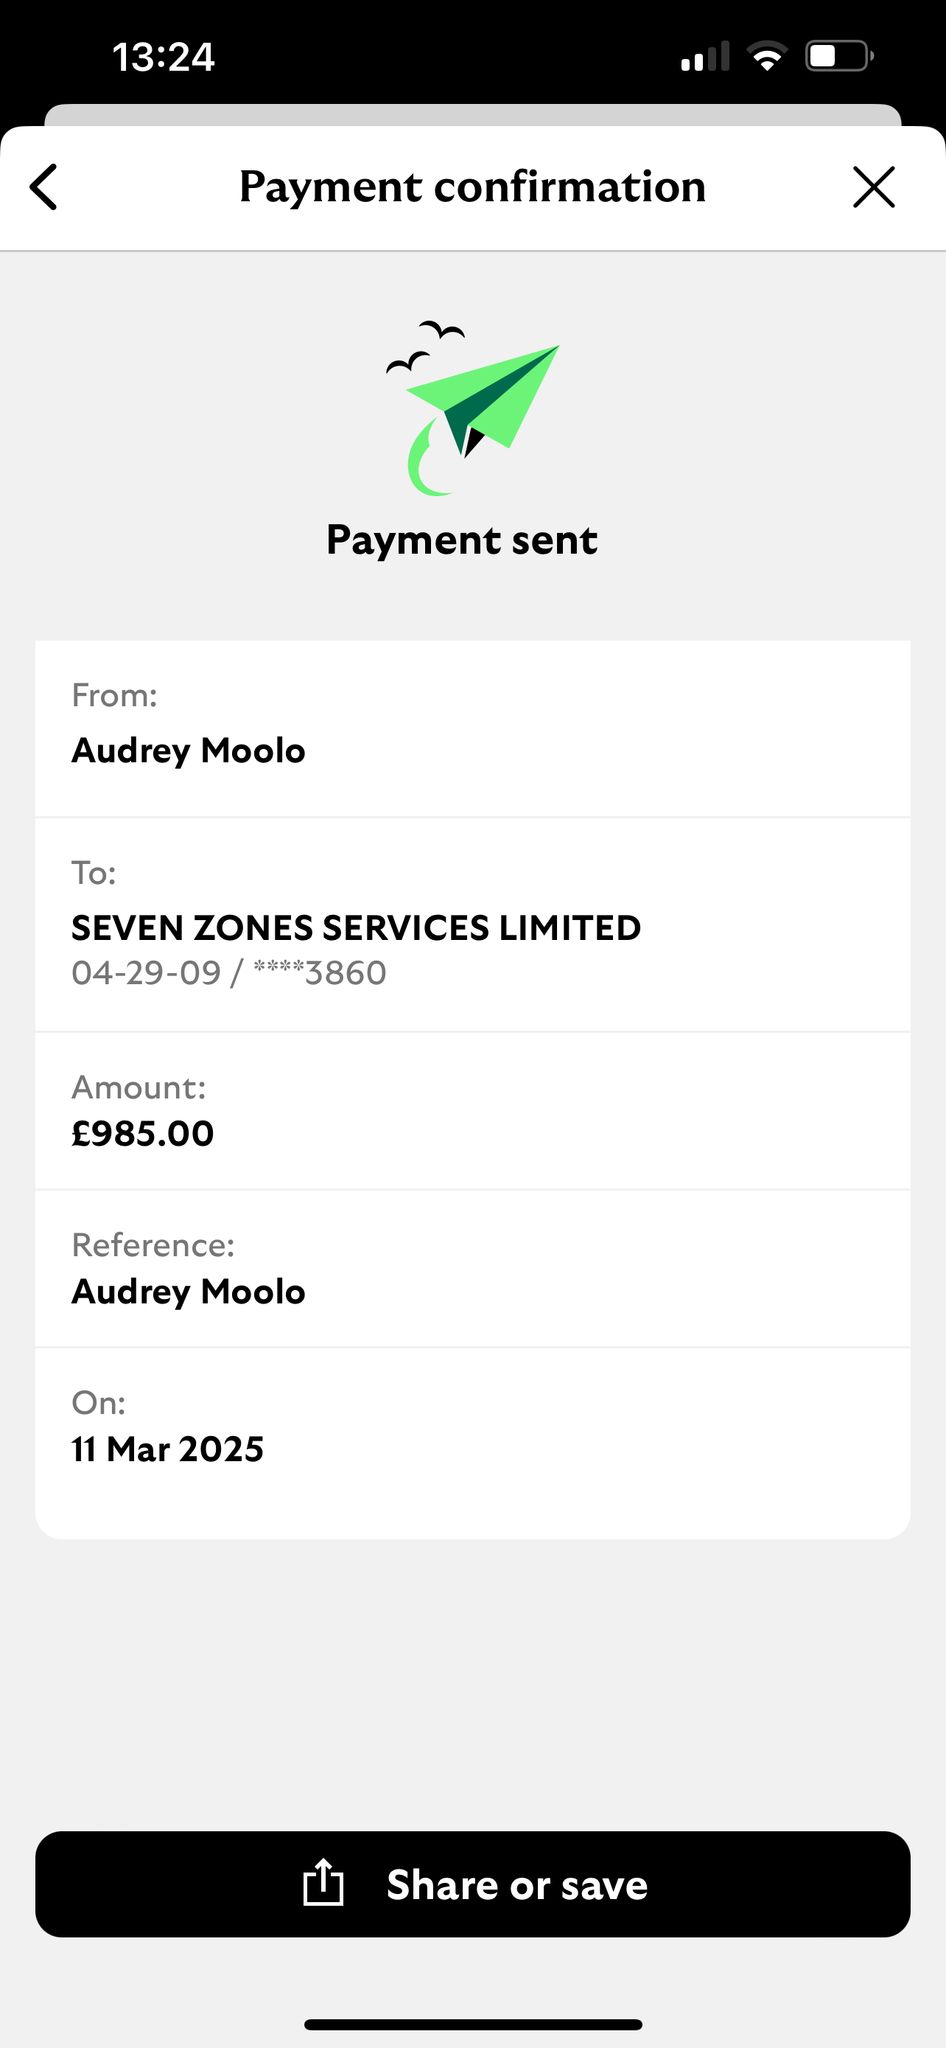 13:24
Payment confirmation
Payment sent
From:
Audrey Moolo
To:
SEVEN ZONES SERVICES LIMITED
04-29-09 / ****3860
Amount:
£985.00
Reference:
Audrey Moolo
On:
11 Mar 2025
Share or save